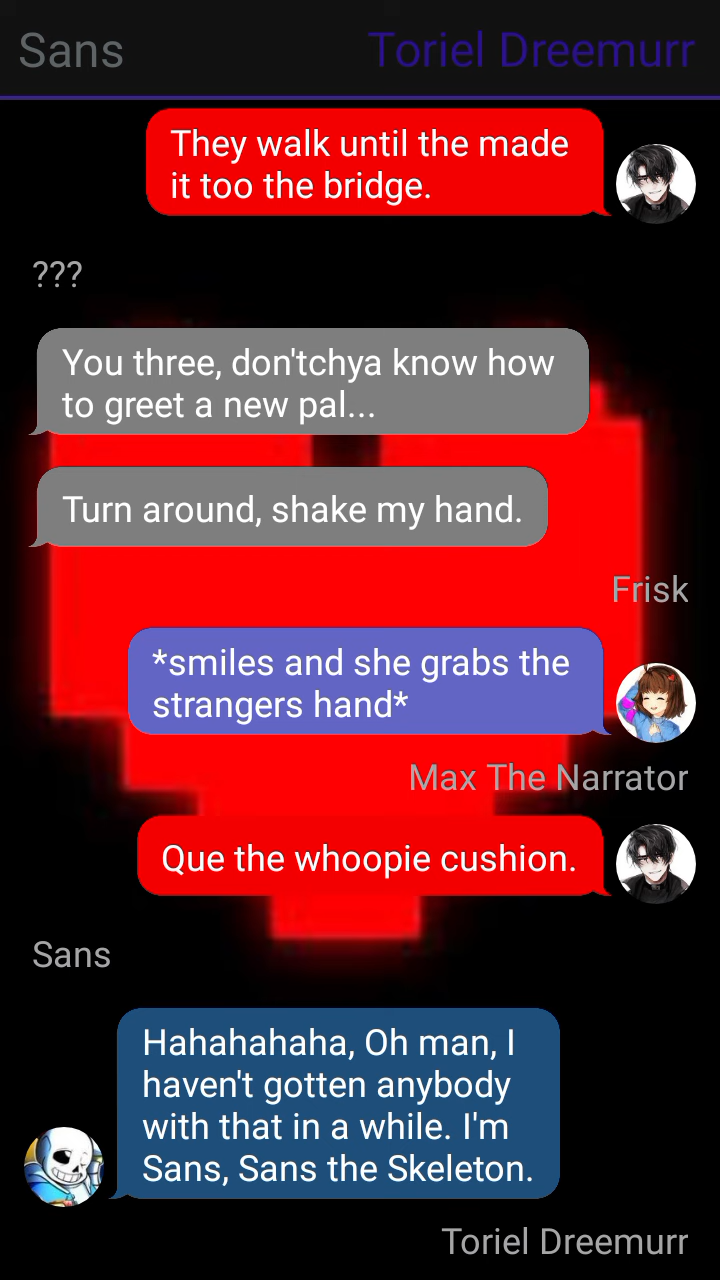 Sans
Toriel Dreemurr
They walk until the made
it too the bridge.
???
You three, don'tchya know how
to greet a new pal...
Turn around, shake my hand.
Frisk
*smiles and she grabs the
strangers hand*
Max The Narrator
Que the whoopie cushion.
Sans
Hahahahaha, Oh man, I
haven't gotten anybody
with that in a while. I'm
Sans, Sans the Skeleton.
Toriel Dreemurr